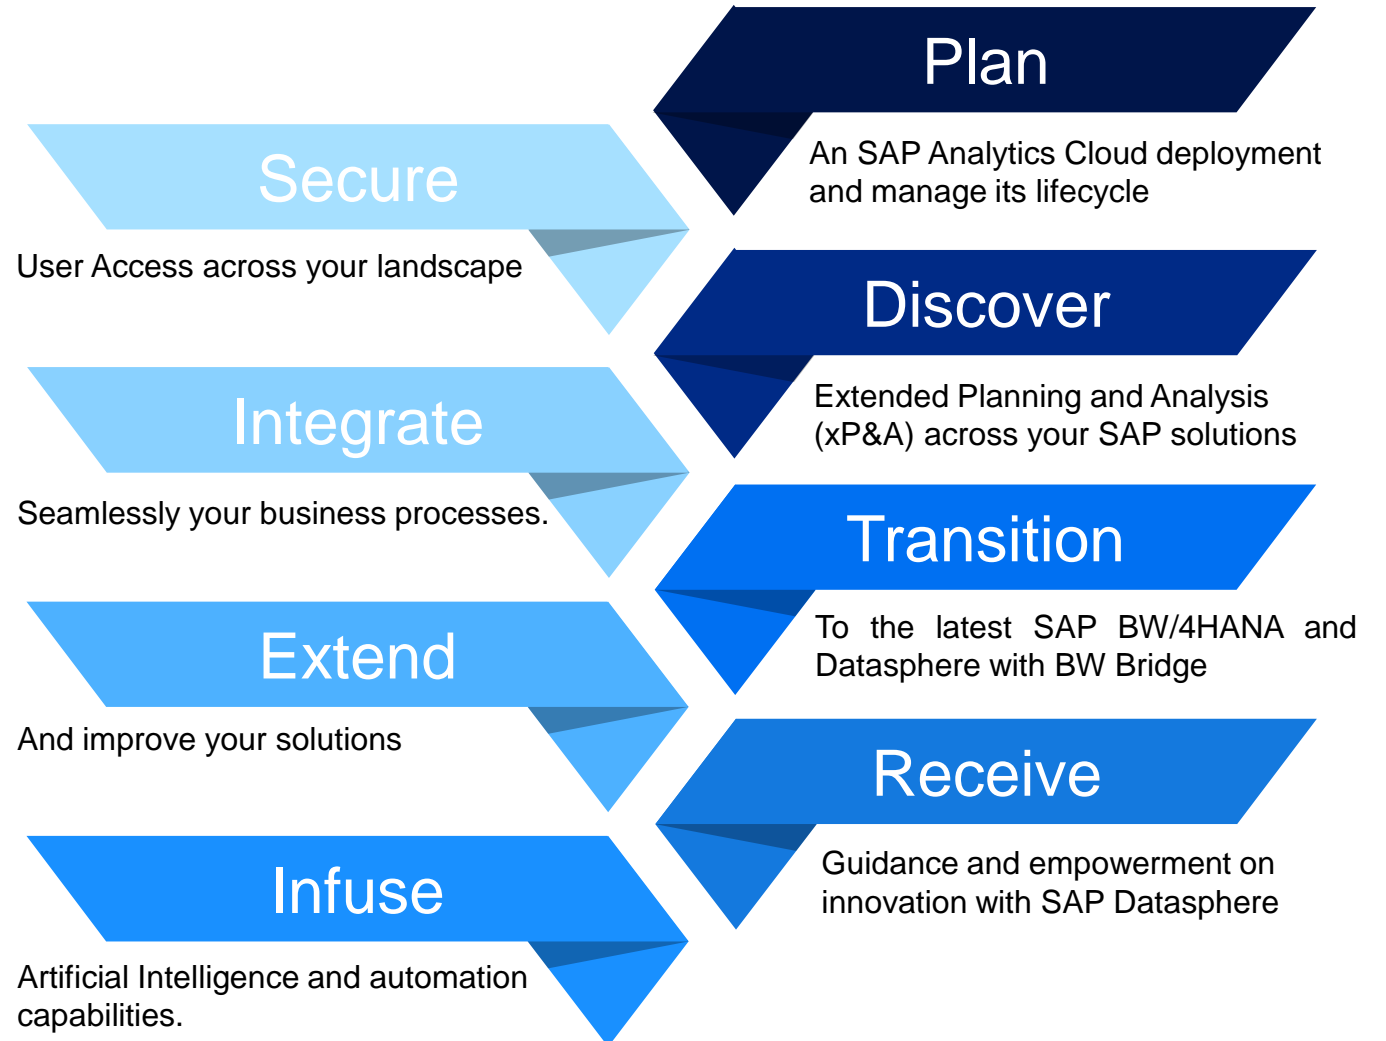 Plan
An SAP Analytics Cloud deployment
and manage its lifecycle
Secure
User Access across your landscape
Discover
Extended Planning and Analysis
(xP&A) across your SAP solutions
Integrate
Seamlessly your business processes.
Transition
To the latest SAP BW/4HANA and
Datasphere with BW Bridge
Extend
And improve your solutions
Receive
Guidance and empowerment on
innovation with SAP Datasphere
Infuse
Artificial Intelligence and automation
capabilities.